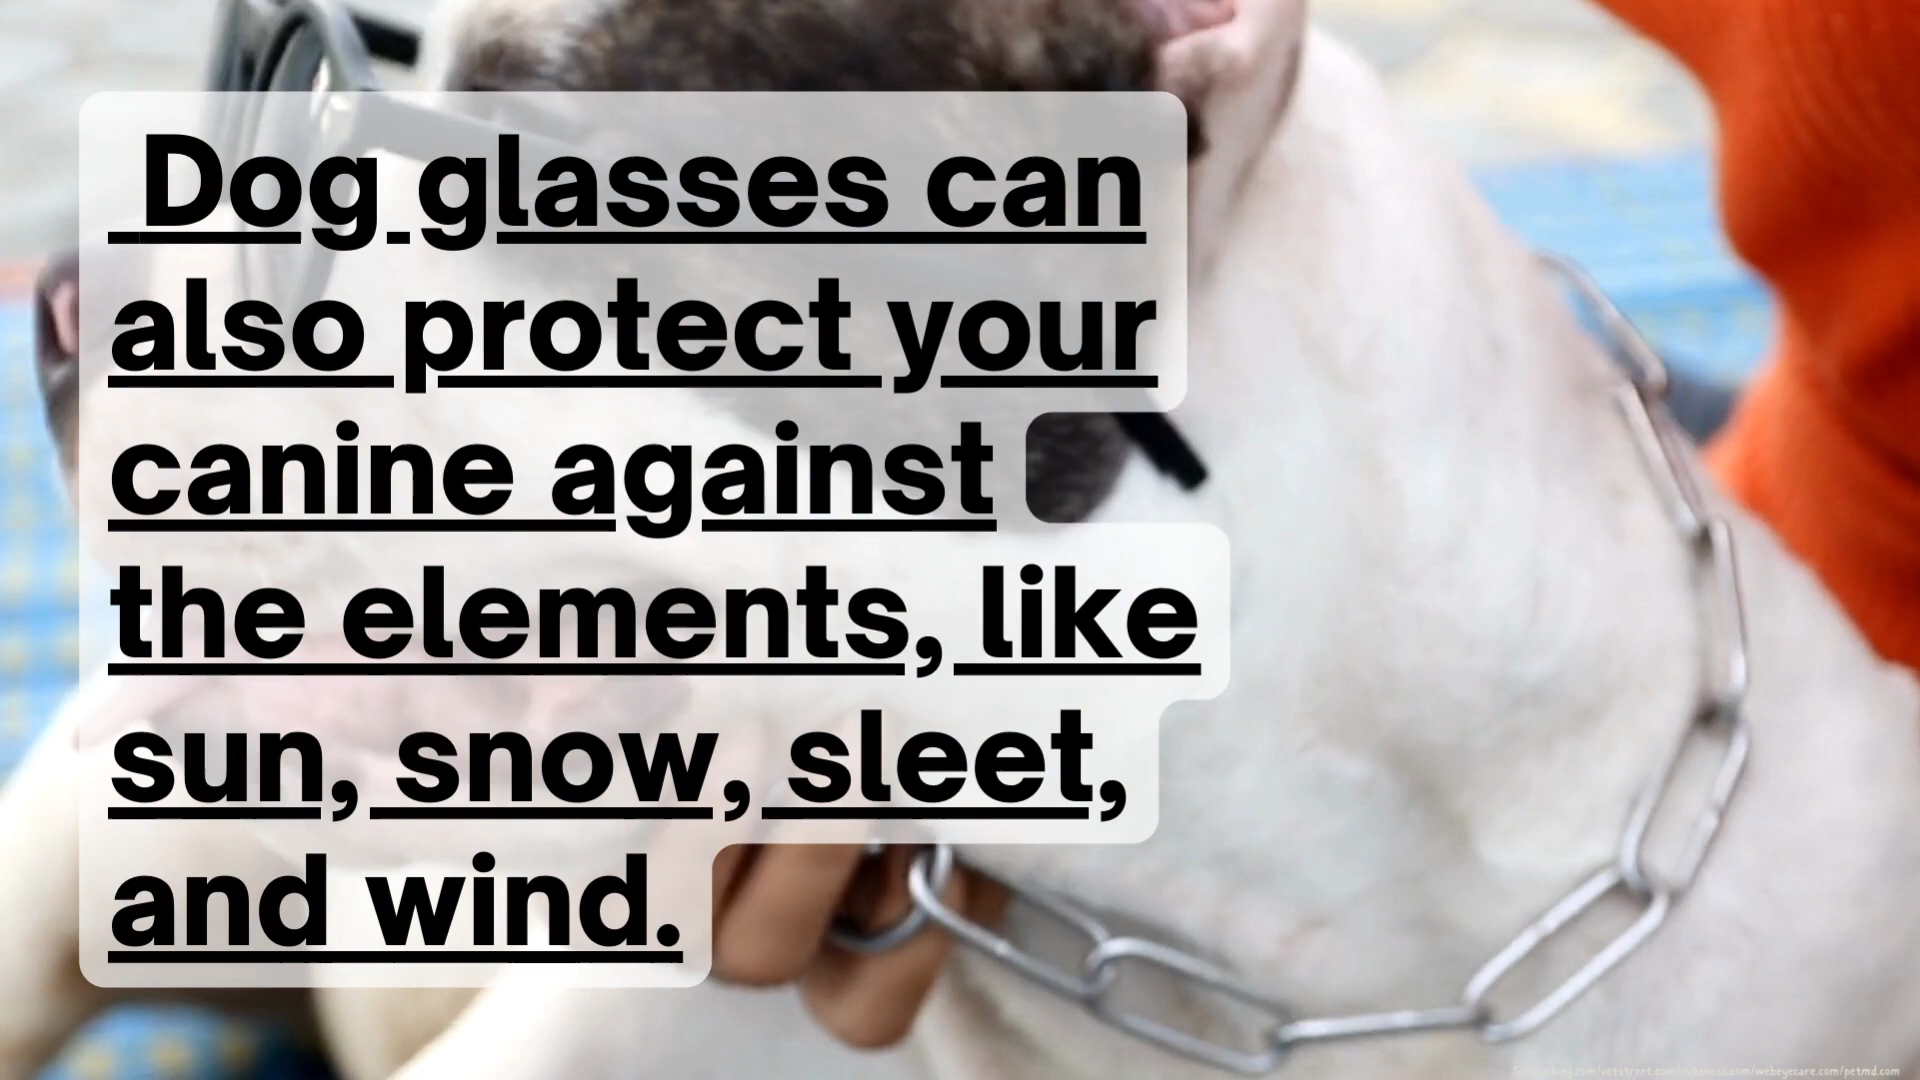 Dog glasses can
also protect your
canine against
the elements, like
sun, snow, sleet,
and wind.